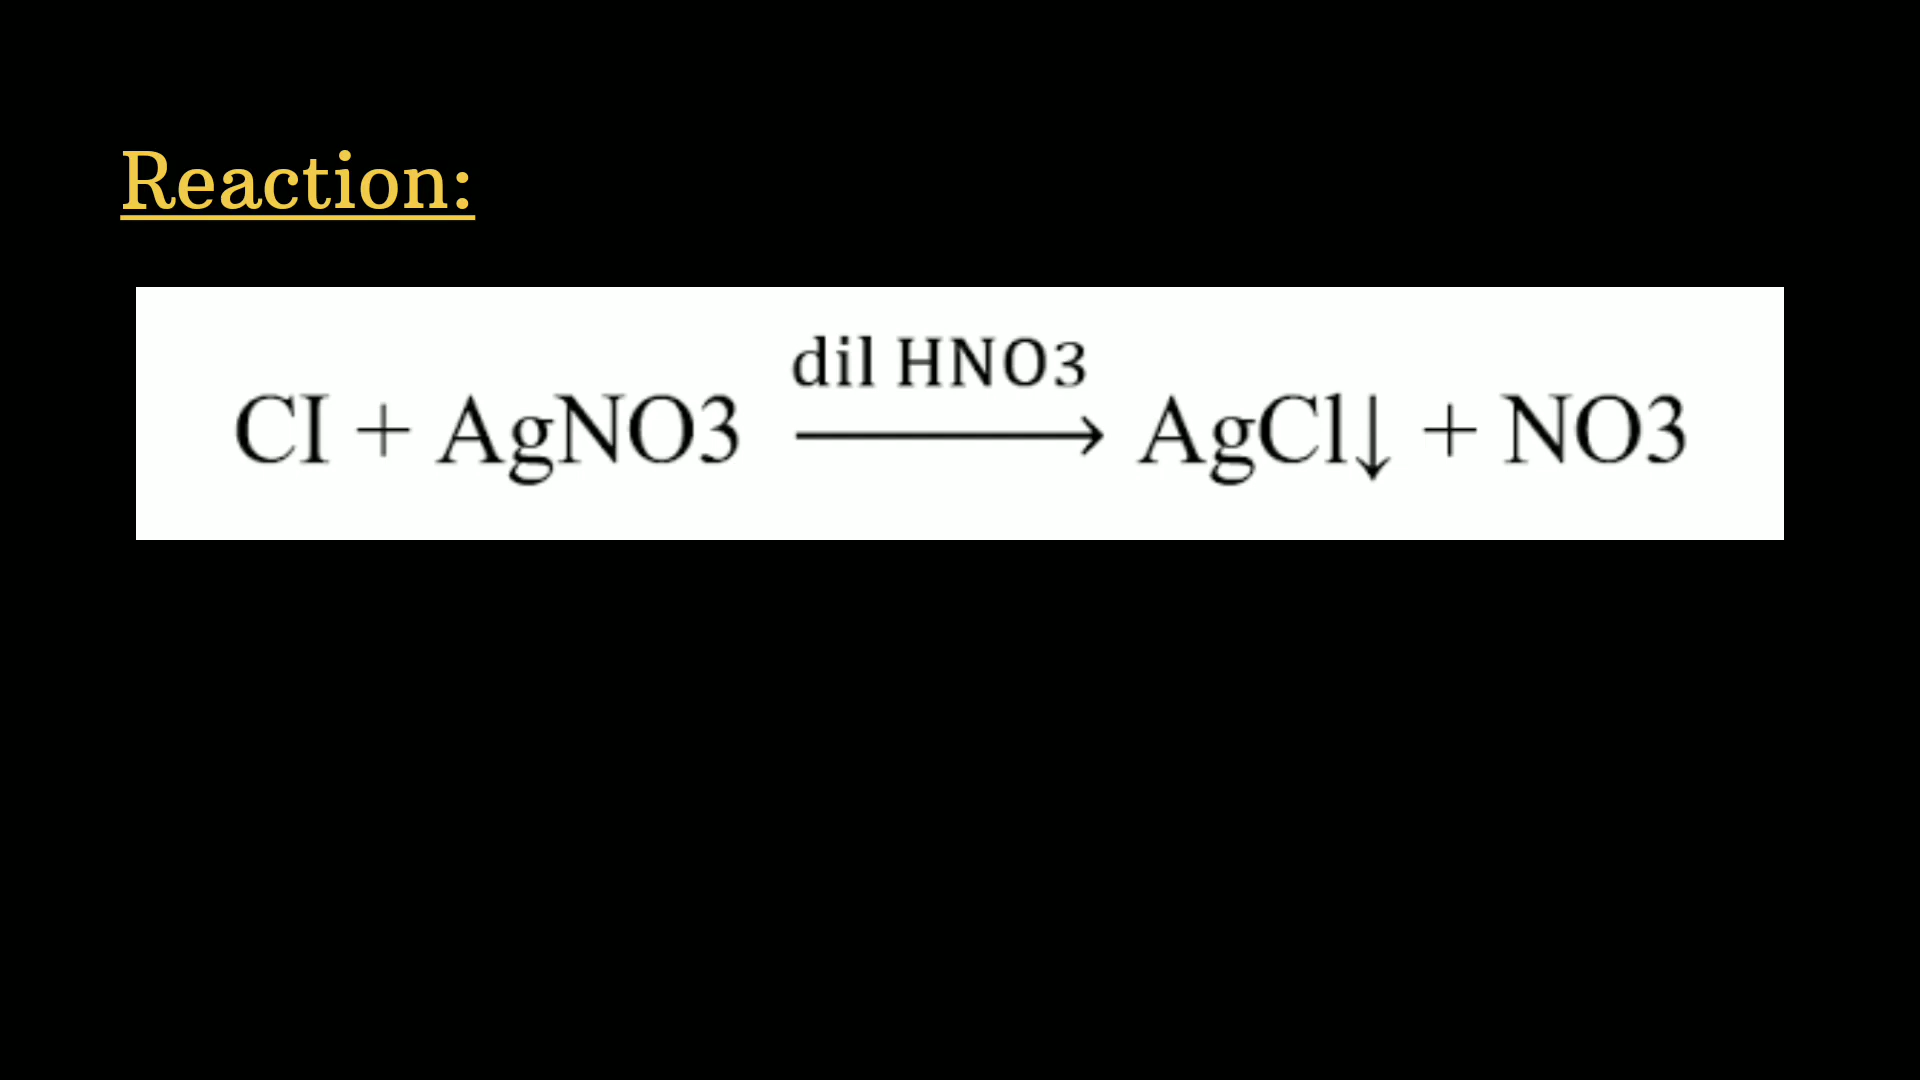 Reaction:
dil HNO3
CI + AgNO3 ⟶ AgCl↓ + NO3